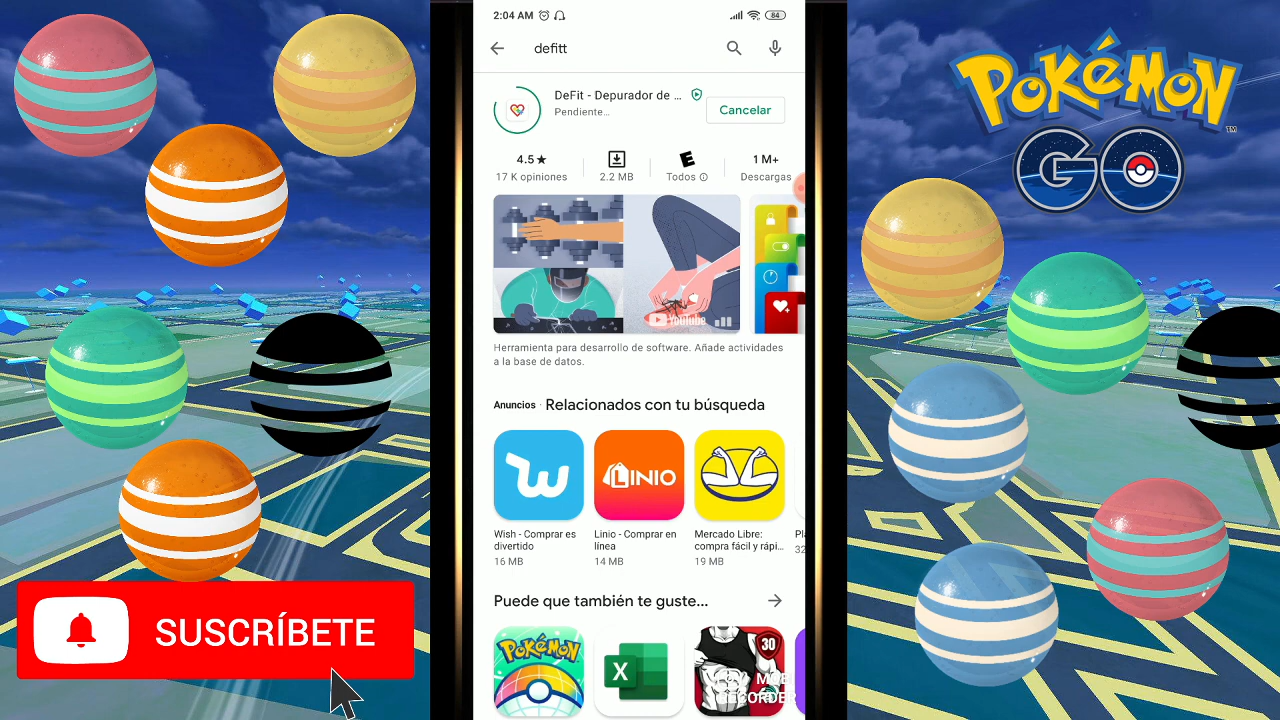 2:04 AM
84
defitt
DeFit - Depurador de ...
Pendiente...
Cancelar
4.5★
17 K opiniones
2.2 MB
E
Todos
1 M+
Descargas
YouTube
Herramienta para desarrollo de software. Añade actividades
a la base de datos.
Anuncios · Relacionados con tu búsqueda
LINIO
Wish - Comprar es
divertido
16 MB
Linio - Comprar en
línea
14 MB
Mercado Libre:
compra fácil y rápi...
19 MB
Puede que también te guste...
POKÉMON
X
30
SUSCRÍBETE
POKéMON
TM
GO